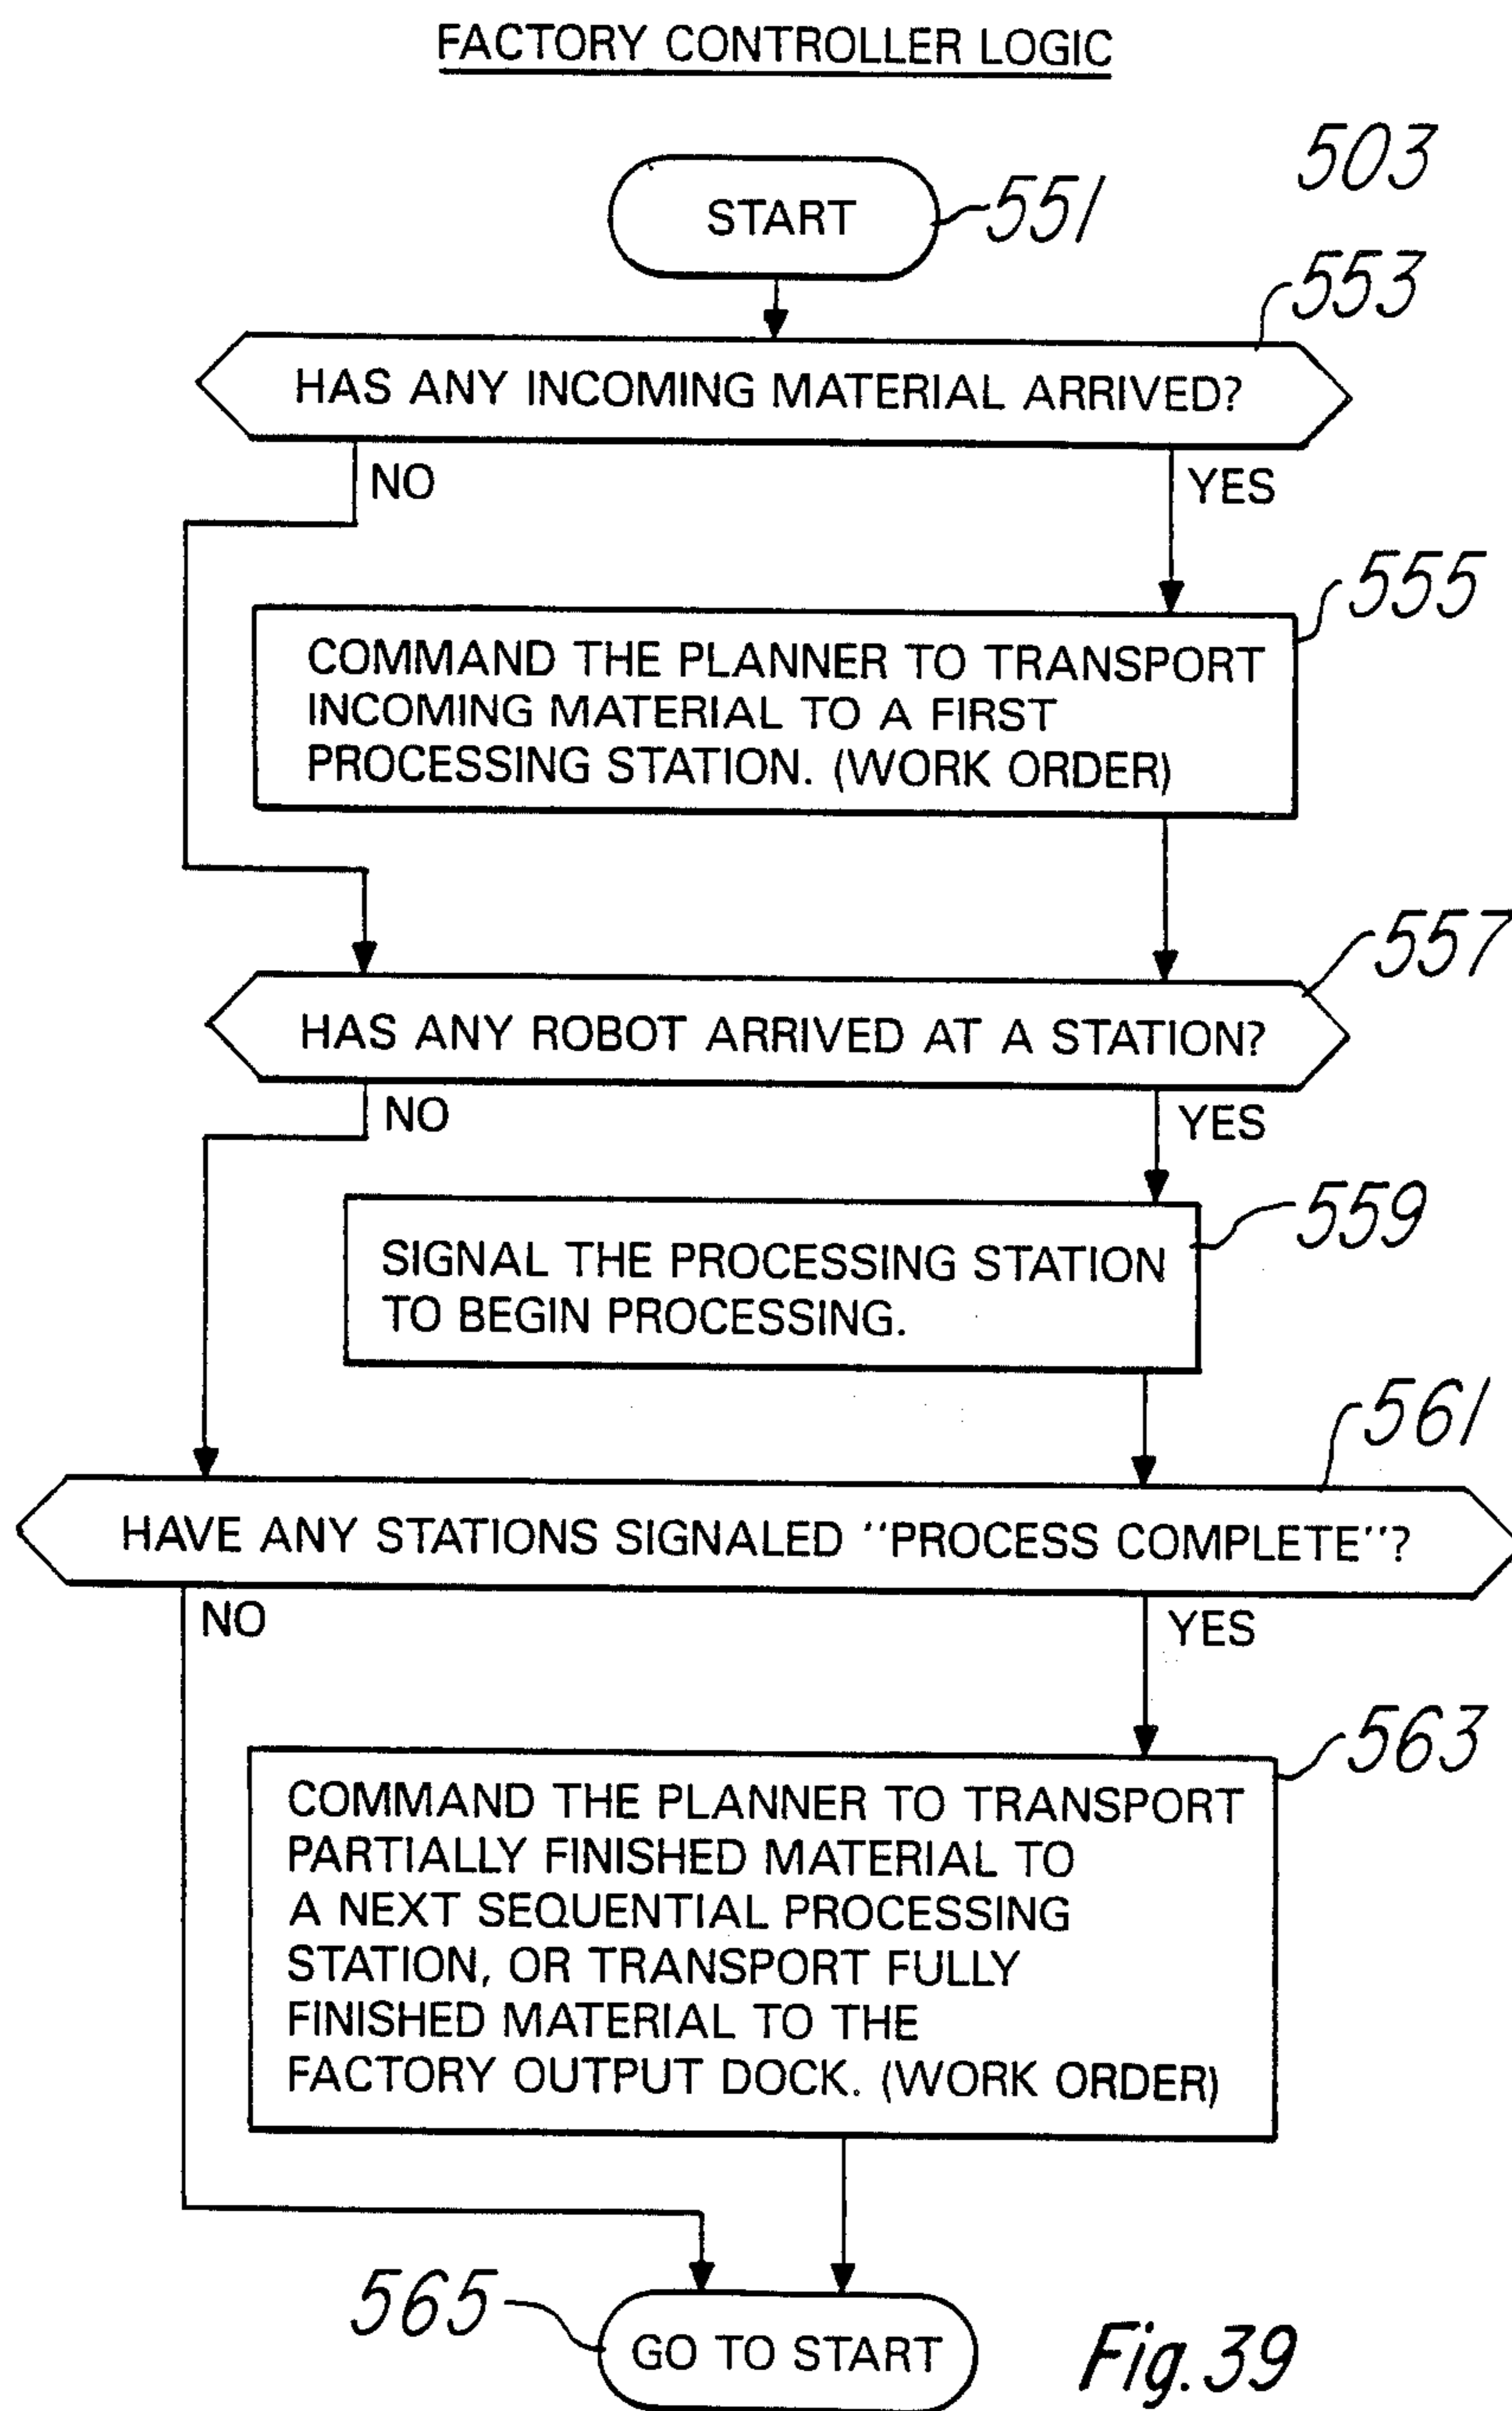 FACTORY CONTROLLER LOGIC
503
START
551
553
HAS ANY INCOMING MATERIAL ARRIVED?
NO
YES
555
COMMAND THE PLANNER TO TRANSPORT
INCOMING MATERIAL TO A FIRST
PROCESSING STATION. (WORK ORDER)
557
HAS ANY ROBOT ARRIVED AT A STATION?
NO
YES
559
SIGNAL THE PROCESSING STATION
TO BEGIN PROCESSING.
561
HAVE ANY STATIONS SIGNALED "PROCESS COMPLETE"?
NO
YES
563
COMMAND THE PLANNER TO TRANSPORT
PARTIALLY FINISHED MATERIAL TO
A NEXT SEQUENTIAL PROCESSING
STATION, OR TRANSPORT FULLY
FINISHED MATERIAL TO THE
FACTORY OUTPUT DOCK. (WORK ORDER)
565
GO TO START
Fig. 39